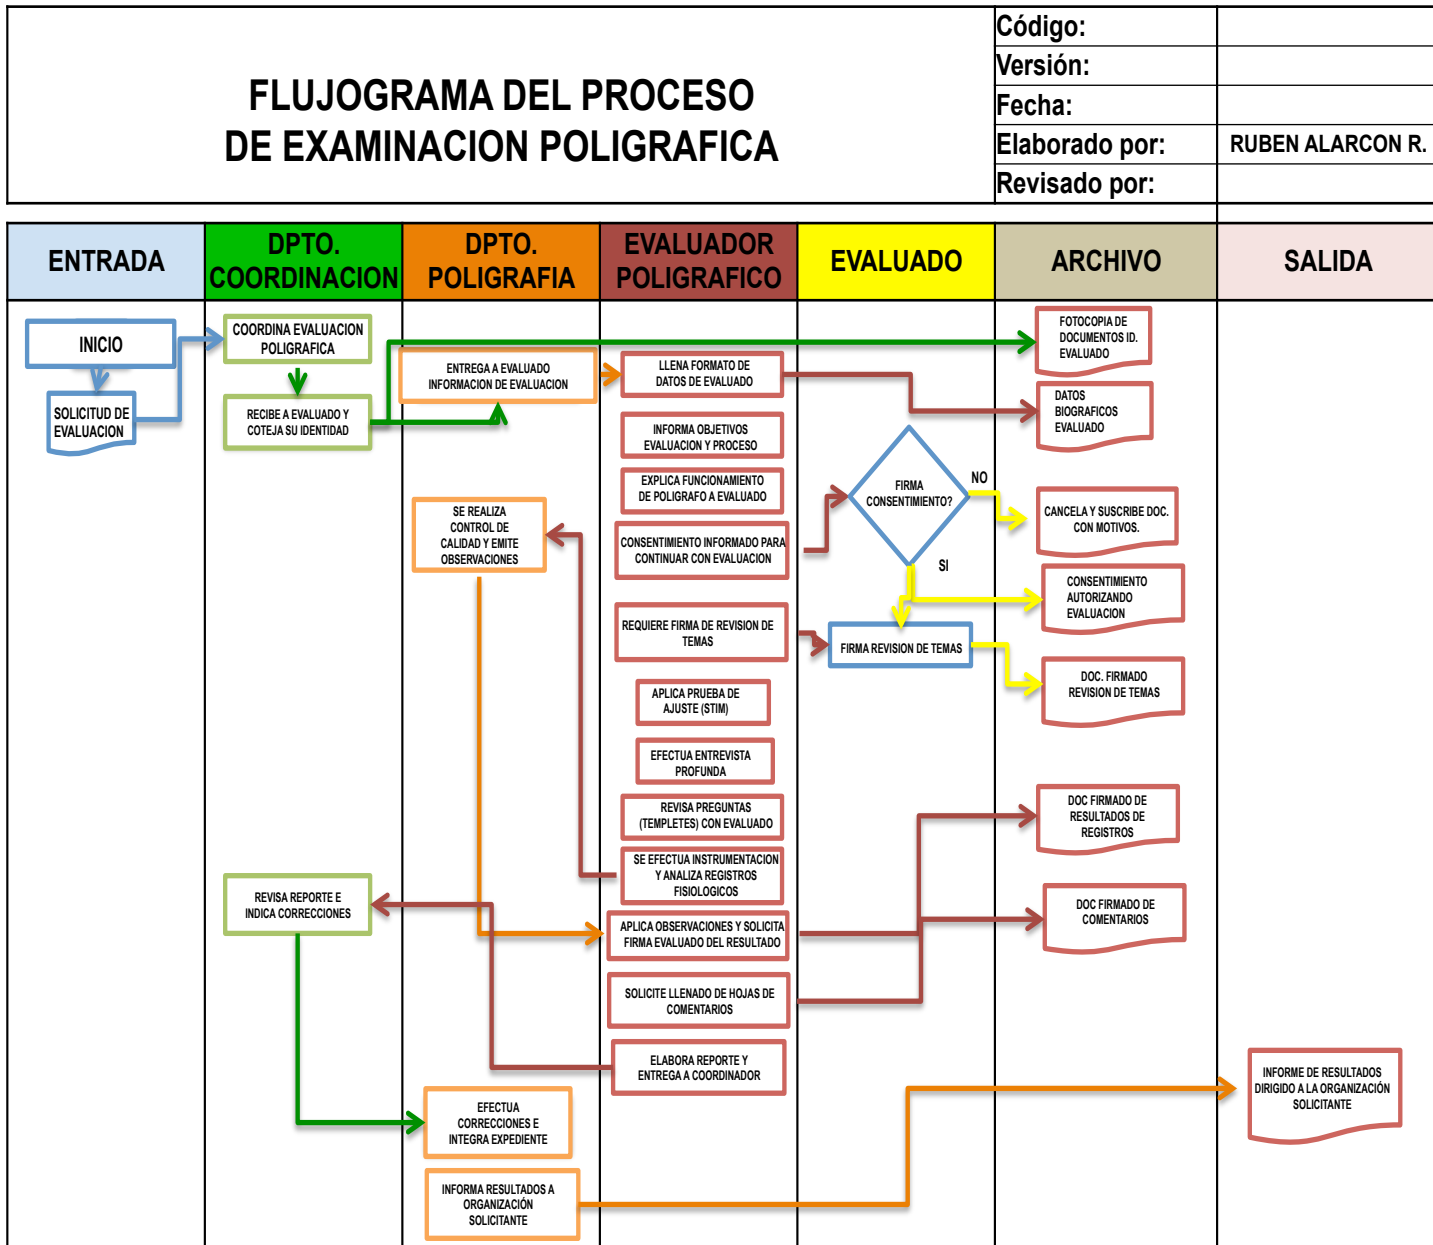 FLUJOGRAMA DEL PROCESO
DE EXAMINACION POLIGRAFICA
Código:
Versión:
Fecha:
Elaborado por:
RUBEN ALARCON R.
Revisado por:
ENTRADA
DPTO.
COORDINACION
DPTO.
POLIGRAFIA
EVALUADOR
POLIGRAFICO
EVALUADO
ARCHIVO
SALIDA
INICIO
SOLICITUD DE
EVALUACION
COORDINA EVALUACION
POLIGRAFICA
RECIBE A EVALUADO Y
COTEJA SU IDENTIDAD
ENTREGA A EVALUADO
INFORMACION DE EVALUACION
LLENA FORMATO DE
DATOS DE EVALUADO
FOTOCOPIA DE
DOCUMENTOS ID.
EVALUADO
DATOS
BIOGRAFICOS
EVALUADO
INFORMA OBJETIVOS
EVALUACION Y PROCESO
EXPLICA FUNCIONAMIENTO
DE POLIGRAFO A EVALUADO
CONSENTIMIENTO INFORMADO PARA
CONTINUAR CON EVALUACION
FIRMA
CONSENTIMIENTO?
NO
SI
CANCELA Y SUSCRIBE DOC.
CON MOTIVOS.
CONSENTIMIENTO
AUTORIZANDO
EVALUACION
SE REALIZA
CONTROL DE
CALIDAD Y EMITE
OBSERVACIONES
REQUIERE FIRMA DE REVISION DE
TEMAS
FIRMA REVISION DE TEMAS
DOC. FIRMADO
REVISION DE TEMAS
APLICA PRUEBA DE
AJUSTE (STIM)
EFECTUA ENTREVISTA
PROFUNDA
REVISA PREGUNTAS
(TEMPLETES) CON EVALUADO
SE EFECTUA INSTRUMENTACION
Y ANALIZA REGISTROS
FISIOLOGICOS
DOC FIRMADO DE
RESULTADOS DE
REGISTROS
REVISA REPORTE E
INDICA CORRECCIONES
APLICA OBSERVACIONES Y SOLICITA
FIRMA EVALUADO DEL RESULTADO
DOC FIRMADO DE
COMENTARIOS
SOLICITE LLENADO DE HOJAS DE
COMENTARIOS
ELABORA REPORTE Y
ENTREGA A COORDINADOR
EFECTUA
CORRECCIONES E
INTEGRA EXPEDIENTE
INFORMA RESULTADOS A
ORGANIZACIÓN
SOLICITANTE
INFORME DE RESULTADOS
DIRIGIDO A LA ORGANIZACIÓN
SOLICITANTE